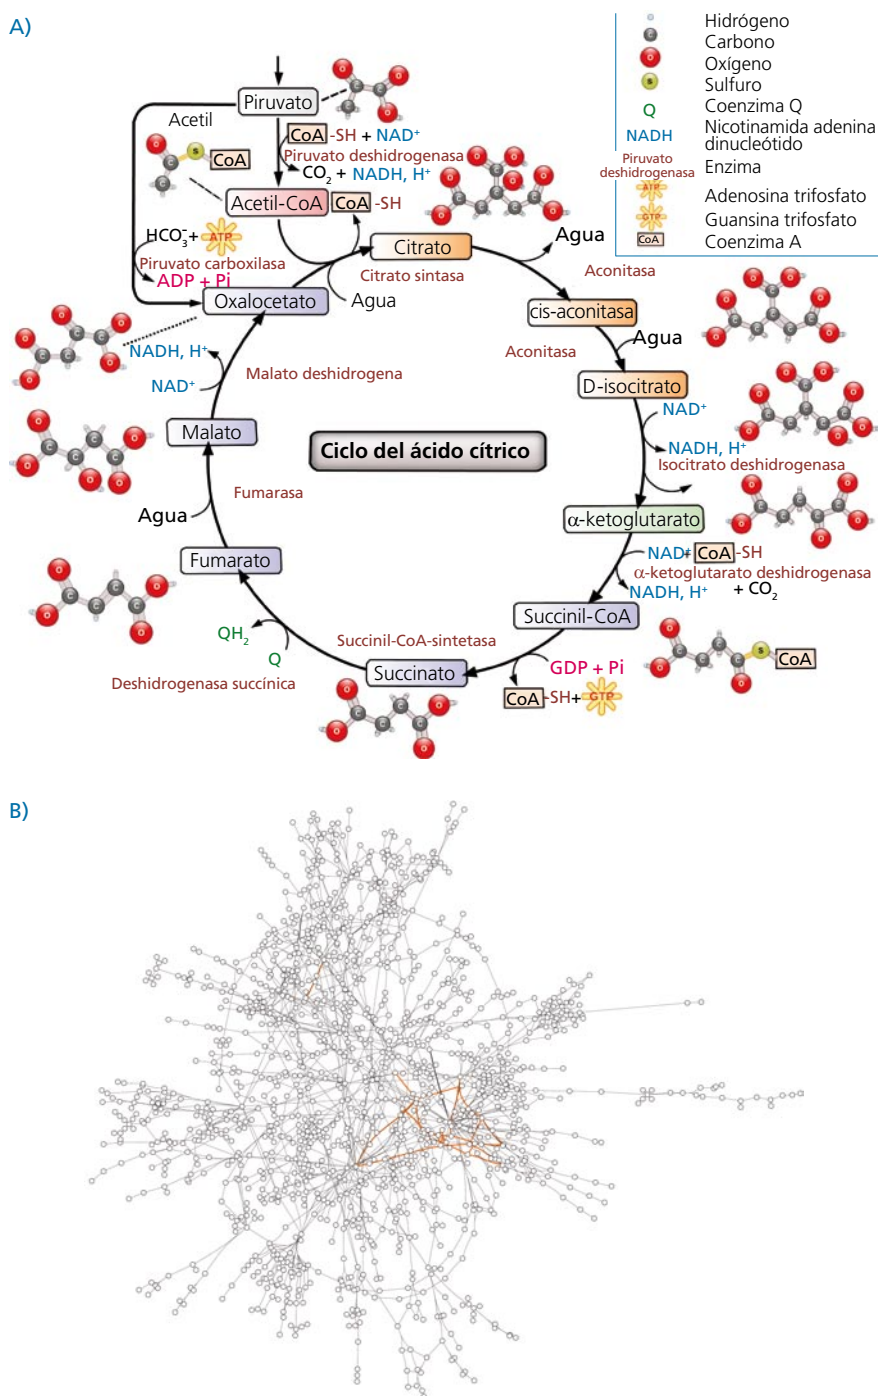 A)
Hidrógeno
C
Carbono
O
Oxígeno
S
Sulfuro
Q
Coenzima Q
NADH
Nicotinamida adenina
dinucleótido
Piruvato
deshidrogenasa
Enzima
ATP
Adenosina trifosfato
GTP
Guansina trifosfato
CoA
Coenzima A
Piruvato
Acetil
CoA-SH + NAD⁺
Piruvato deshidrogenasa
CO₂ + NADH, H⁺
S CoA
Acetil-CoA
CoA-SH
HCO₃⁻+ ATP
Piruvato carboxilasa
ADP + Pi
Citrato
Citrato sintasa
Agua
Agua
Aconitasa
Oxalocetato
cis-aconitasa
Aconitasa
Agua
NADH, H⁺
NAD⁺
Malato deshidrogena
D-isocitrato
NAD⁺
NADH, H⁺
Isocitrato deshidrogenasa
Malato
Ciclo del ácido cítrico
Fumarasa
Agua
α-ketoglutarato
NAD⁺+ CoA-SH
α-ketoglutarato deshidrogenasa
NADH, H⁺ + CO₂
Fumarato
Succinil-CoA
QH₂
Q
Deshidrogenasa succínica
Succinil-CoA-sintetasa
Succinato
GDP + Pi
CoA-SH+ GTP
S CoA
B)